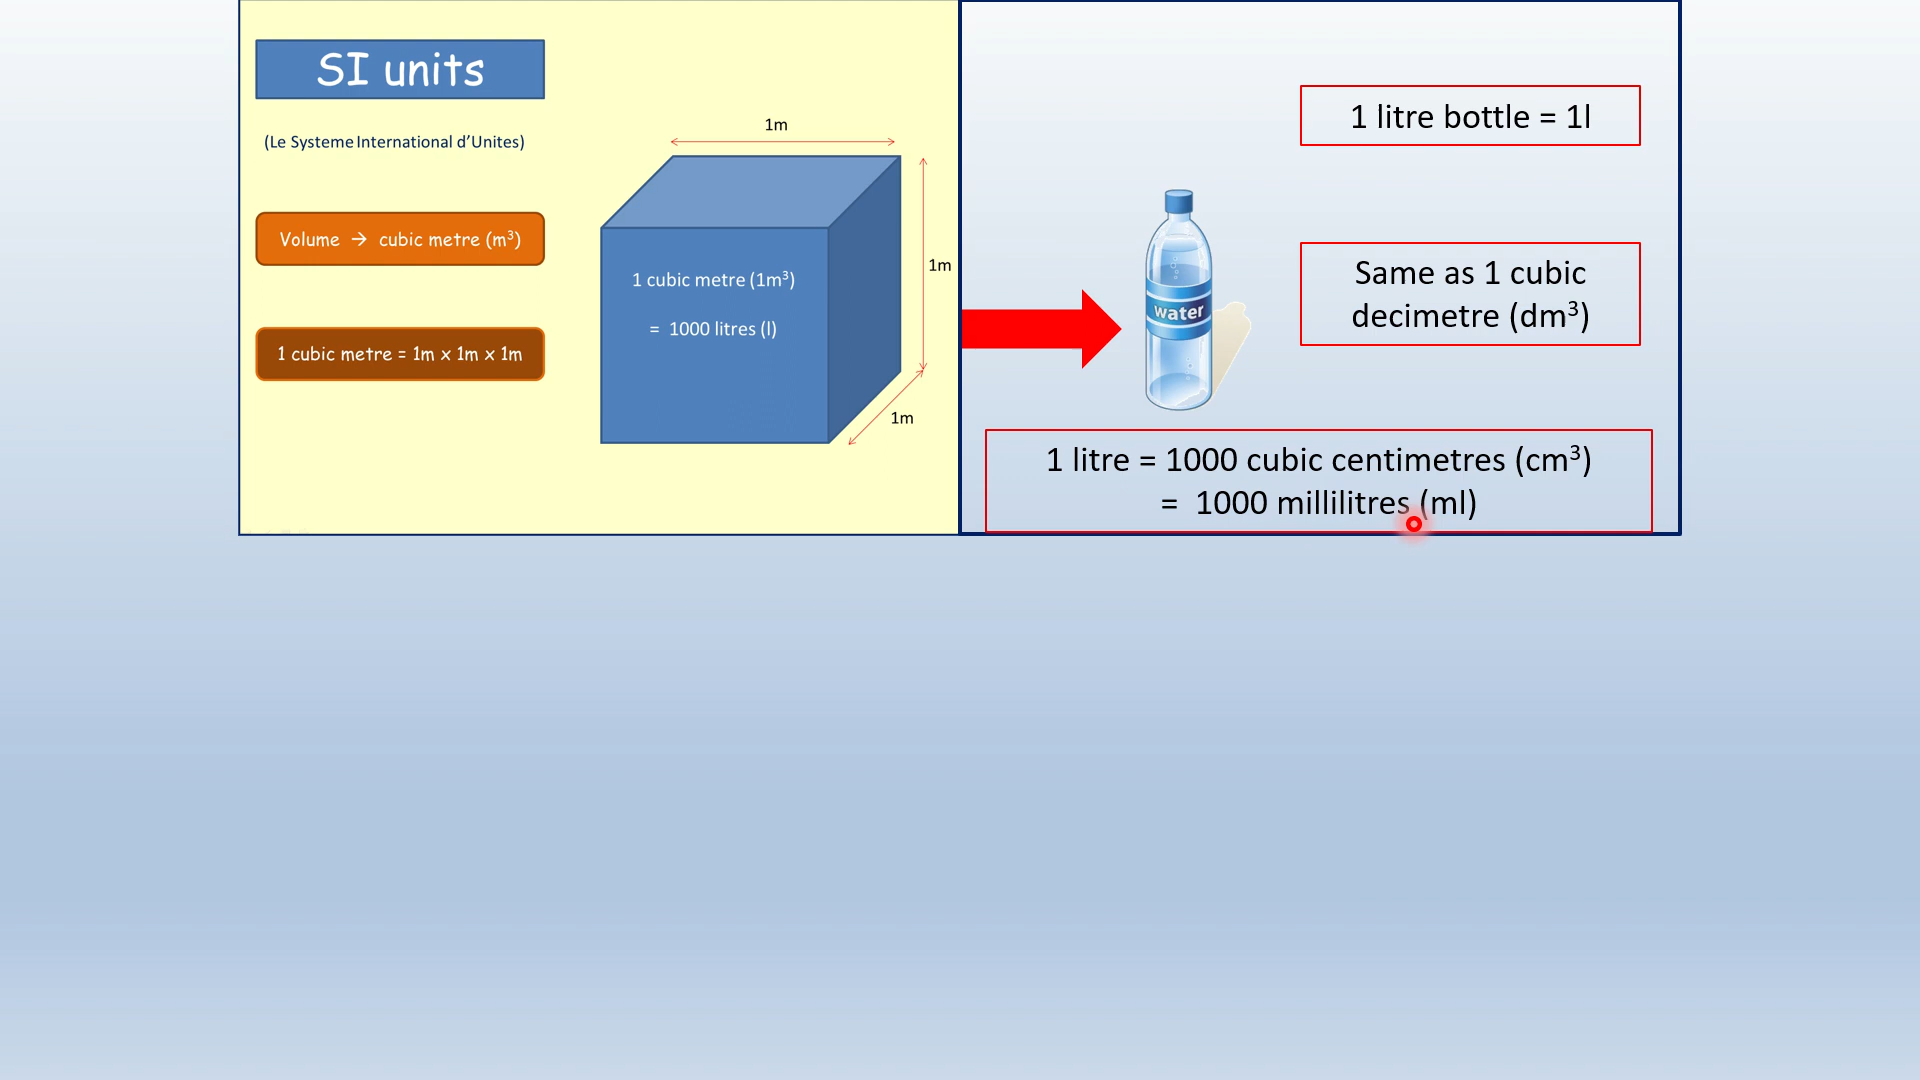 SI units
(Le Systeme International d’Unites)
Volume → cubic metre (m³)
1 cubic metre = 1m x 1m x 1m
1m
1 cubic metre (1m³)
= 1000 litres (l)
1m
1m
1 litre bottle = 1l
water
Same as 1 cubic
decimetre (dm³)
1 litre = 1000 cubic centimetres (cm³)
= 1000 millilitres (ml)